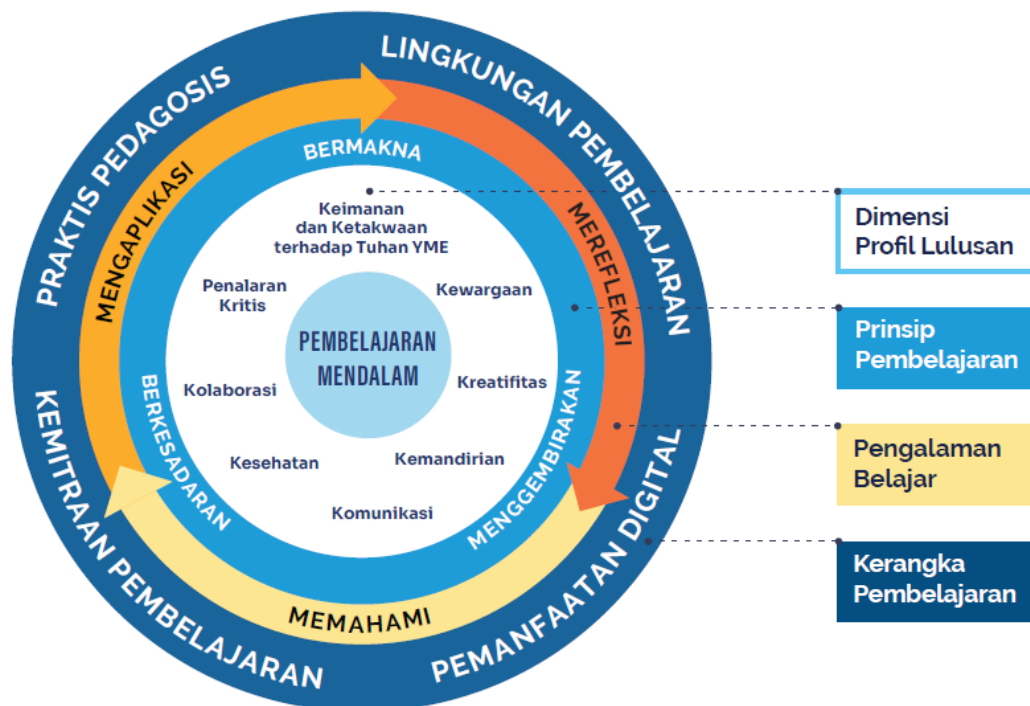 PRAKTIS PEDAGOSIS
LINGKUNGAN PEMBELAJARAN
MENGAPLIKASI
MEREFLEKSI
BERMAKNA
Keimanan
dan Ketakwaan
terhadap Tuhan YME
Penalaran
Kritis
Kewargaan
PEMBELAJARAN
MENDALAM
Kolaborasi
Kreatifitas
Kesehatan
Kemandirian
Komunikasi
BERKESADARAN
MENGGEMBIRAKAN
MEMAHAMI
KEMITRAAN PEMBELAJARAN
PEMANFAATAN DIGITAL
Dimensi
Profil Lulusan
Prinsip
Pembelajaran
Pengalaman
Belajar
Kerangka
Pembelajaran